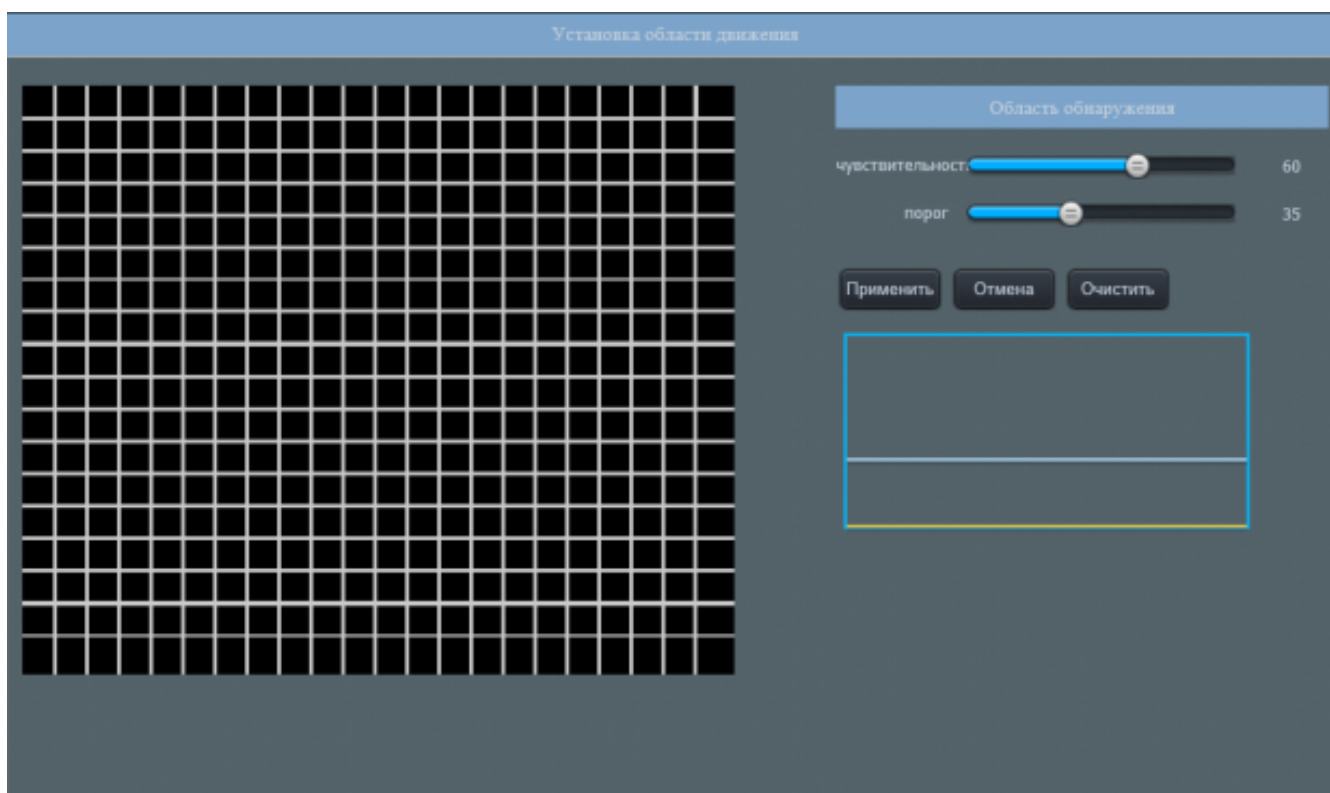 Установка области движения
Область обнаружения
чувствительност. 60
порог 35
Применить Отмена Очистить